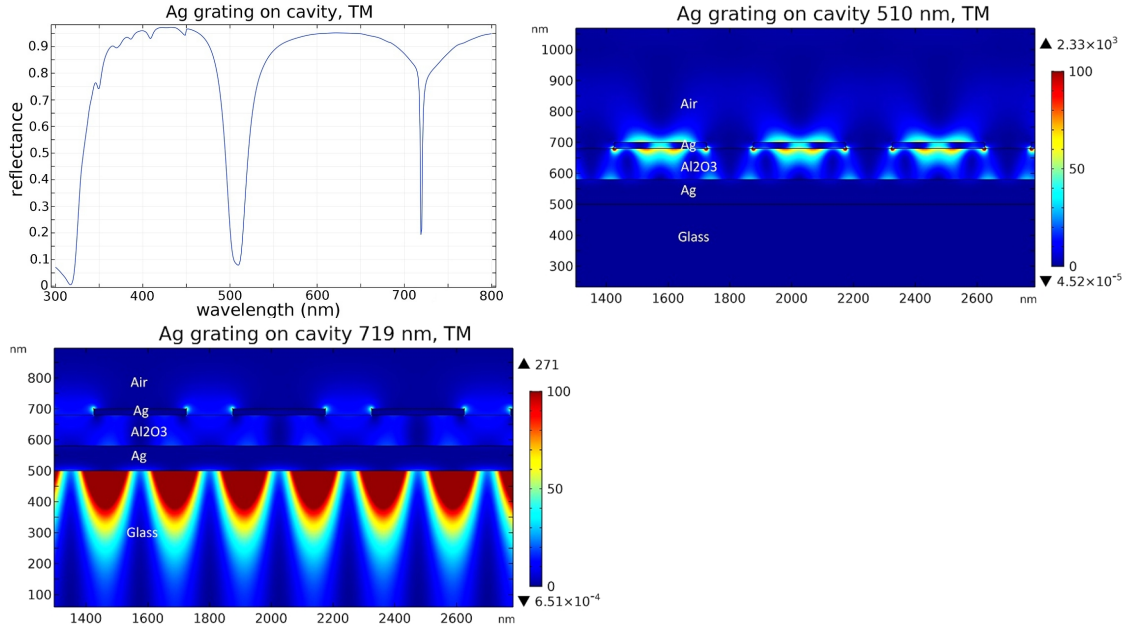 Ag grating on cavity, TM
reflectance
0.9
0.8
0.7
0.6
0.5
0.4
0.3
0.2
0.1
0
300 400 500 600 700 800
wavelength (nm)
Ag grating on cavity 510 nm, TM
nm
1000
900
800
700
600
500
400
300
Air
Ag
Al2O3
Ag
Glass
1400 1600 1800 2000 2200 2400 2600 nm
▲ 2.33×10³
100
50
0
▼ 4.52×10⁻⁵
Ag grating on cavity 719 nm, TM
nm
800
700
600
500
400
300
200
100
Air
Ag
Al2O3
Ag
Glass
1400 1600 1800 2000 2200 2400 2600 nm
▲ 271
100
50
0
▼ 6.51×10⁻⁴